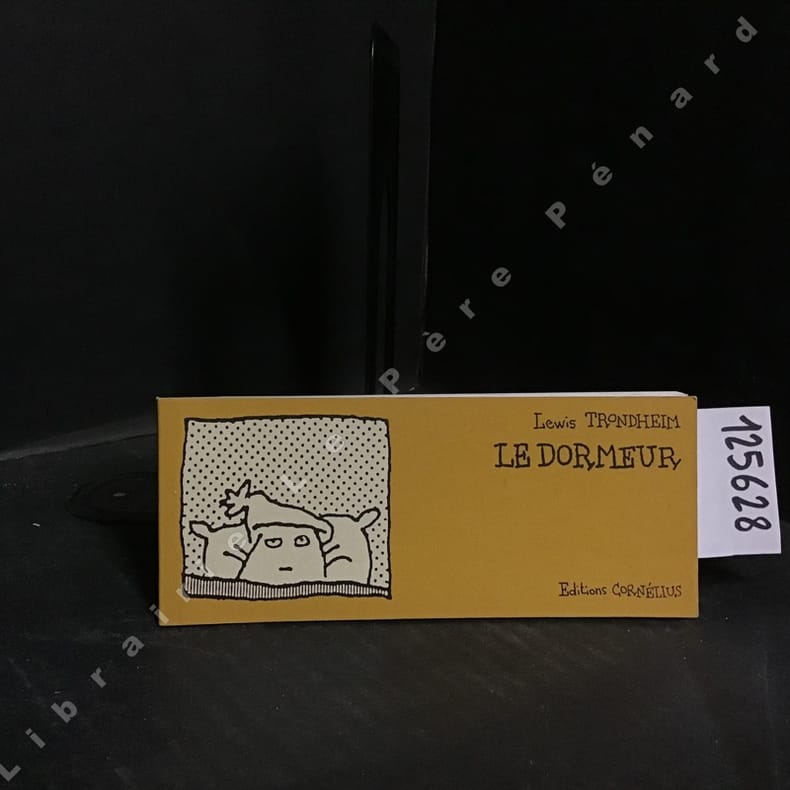 Lewis TRONDHEIM
LE DORMEUR
Editions CORNÉLIUS
125628
Librairie Le Père Pénard